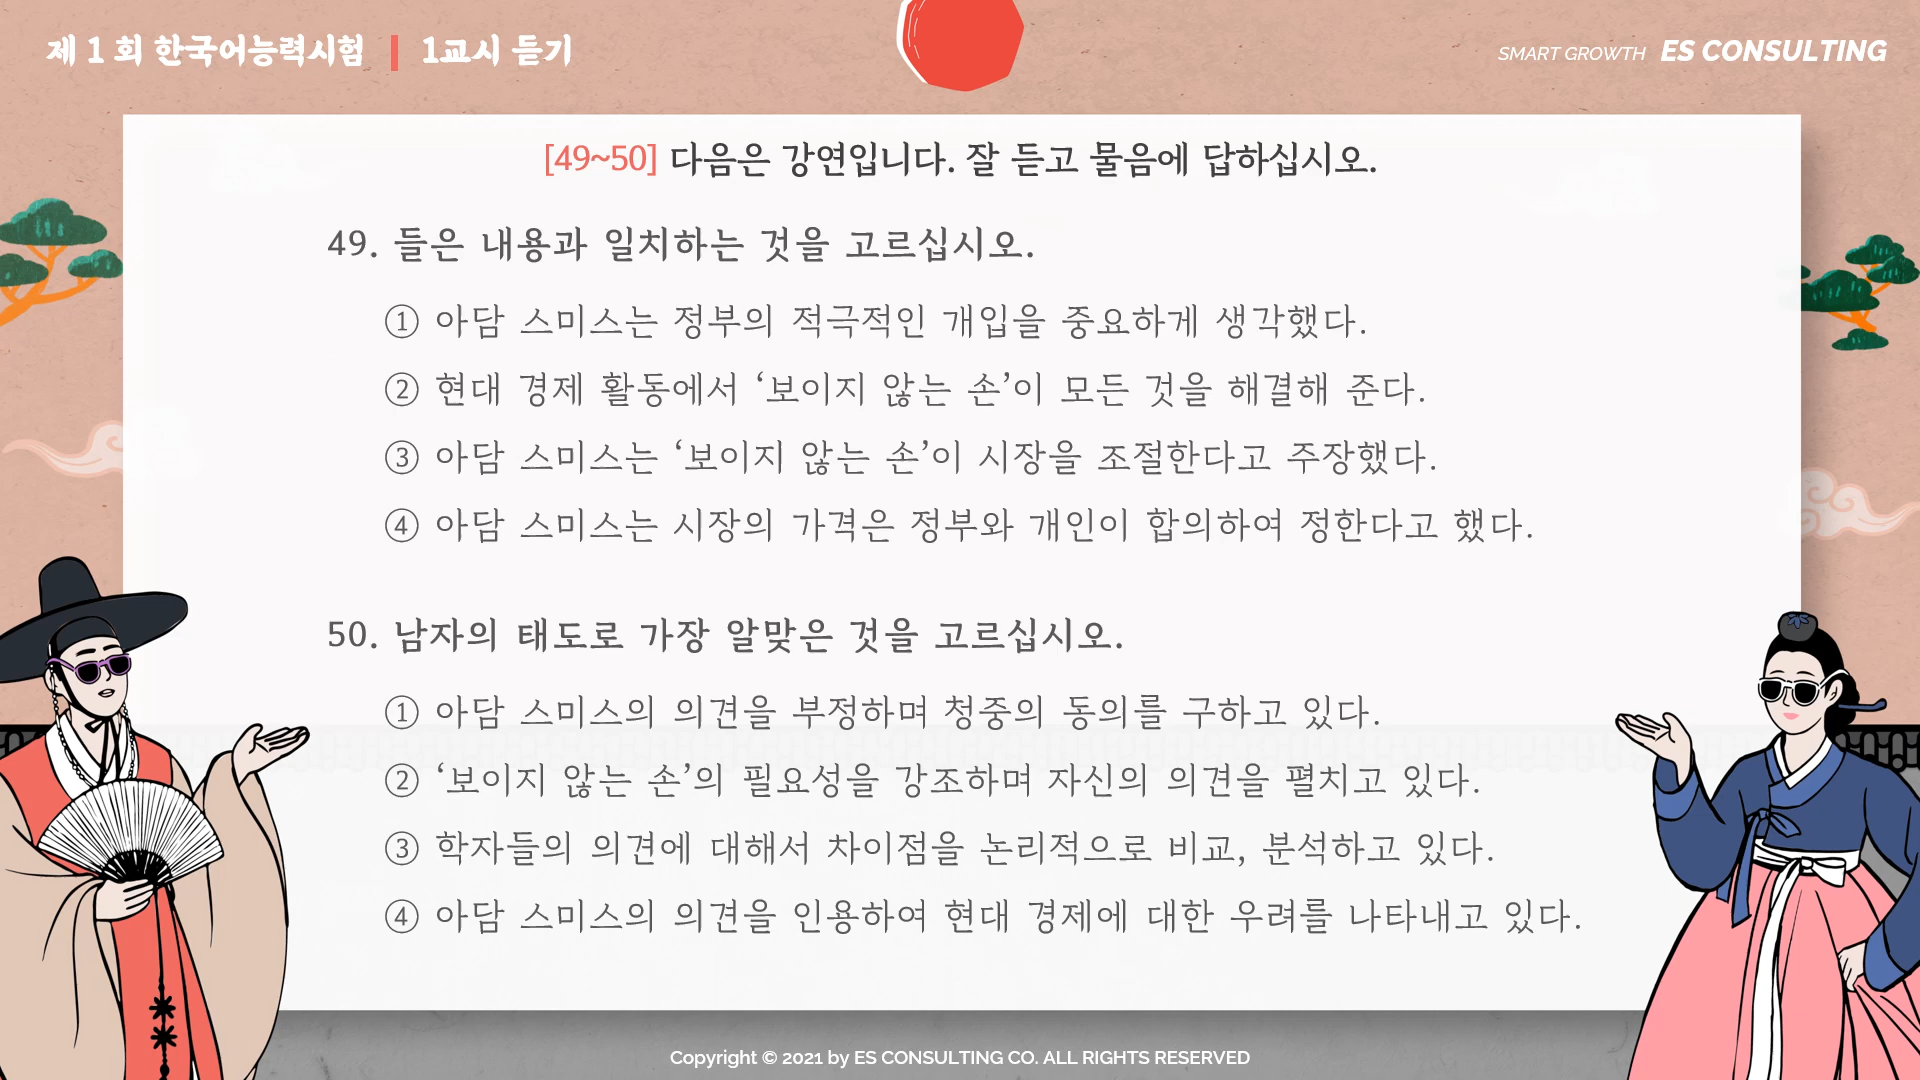 제 1 회 한국어능력시험 | 1교시 듣기
SMART GROWTH ES CONSULTING
[49~50] 다음은 강연입니다. 잘 듣고 물음에 답하십시오.
49. 들은 내용과 일치하는 것을 고르십시오.
① 아담 스미스는 정부의 적극적인 개입을 중요하게 생각했다.
② 현대 경제 활동에서 ‘보이지 않는 손’이 모든 것을 해결해 준다.
③ 아담 스미스는 ‘보이지 않는 손’이 시장을 조절한다고 주장했다.
④ 아담 스미스는 시장의 가격은 정부와 개인이 합의하여 정한다고 했다.
50. 남자의 태도로 가장 알맞은 것을 고르십시오.
① 아담 스미스의 의견을 부정하며 청중의 동의를 구하고 있다.
② ‘보이지 않는 손’의 필요성을 강조하며 자신의 의견을 펼치고 있다.
③ 학자들의 의견에 대해서 차이점을 논리적으로 비교, 분석하고 있다.
④ 아담 스미스의 의견을 인용하여 현대 경제에 대한 우려를 나타내고 있다.
Copyright © 2021 by ES CONSULTING CO. ALL RIGHTS RESERVED